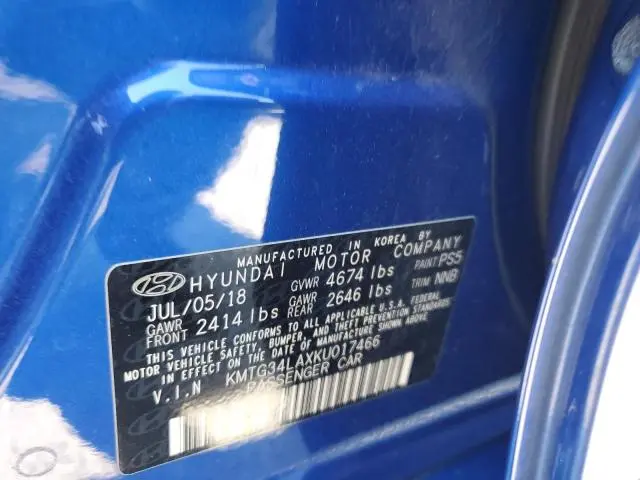 MANUFACTURED IN KOREA BY
HYUNDAI MOTOR COMPANY
JUL/05/18 GVWR 4674 lbs PAINT PS5
GAWR FRONT 2414 lbs GAWR REAR 2646 lbs TRIM NNB
THIS VEHICLE CONFORMS TO ALL APPLICABLE U.S.A. FEDERAL
MOTOR VEHICLE SAFETY, BUMPER, AND THEFT PREVENTION STANDARDS
IN EFFECT ON THE DATE OF MANUFACTURE SHOWN ABOVE.
V.I.N KMTG34LAXKU017466
PASSENGER CAR